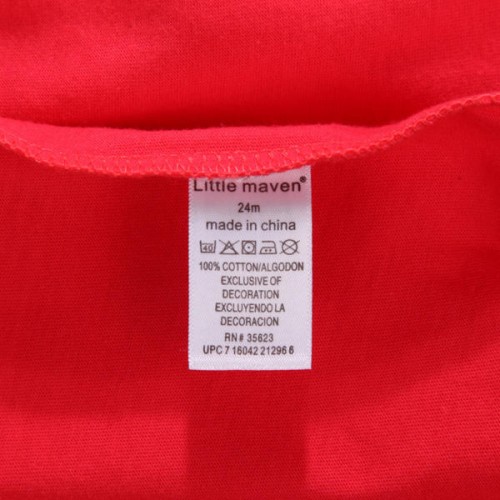 Little maven®
24m
made in china
40
100% COTTON/ALGODON
EXCLUSIVE OF
DECORATION
EXCLUYENDO LA
DECORACION
RN# 35623
UPC 7 16042 21296 6